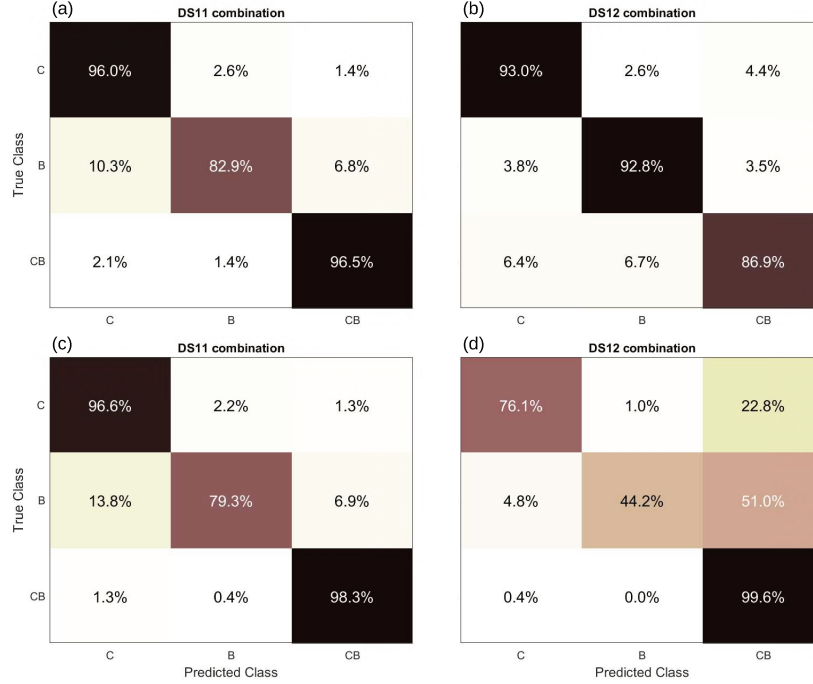 (a) DS11 combination
C 96.0% 2.6% 1.4%
B 10.3% 82.9% 6.8%
CB 2.1% 1.4% 96.5%
C B CB
True Class
(b) DS12 combination
93.0% 2.6% 4.4%
3.8% 92.8% 3.5%
6.4% 6.7% 86.9%
C B CB
(c) DS11 combination
C 96.6% 2.2% 1.3%
B 13.8% 79.3% 6.9%
CB 1.3% 0.4% 98.3%
C B CB
True Class
Predicted Class
(d) DS12 combination
76.1% 1.0% 22.8%
4.8% 44.2% 51.0%
0.4% 0.0% 99.6%
C B CB
Predicted Class